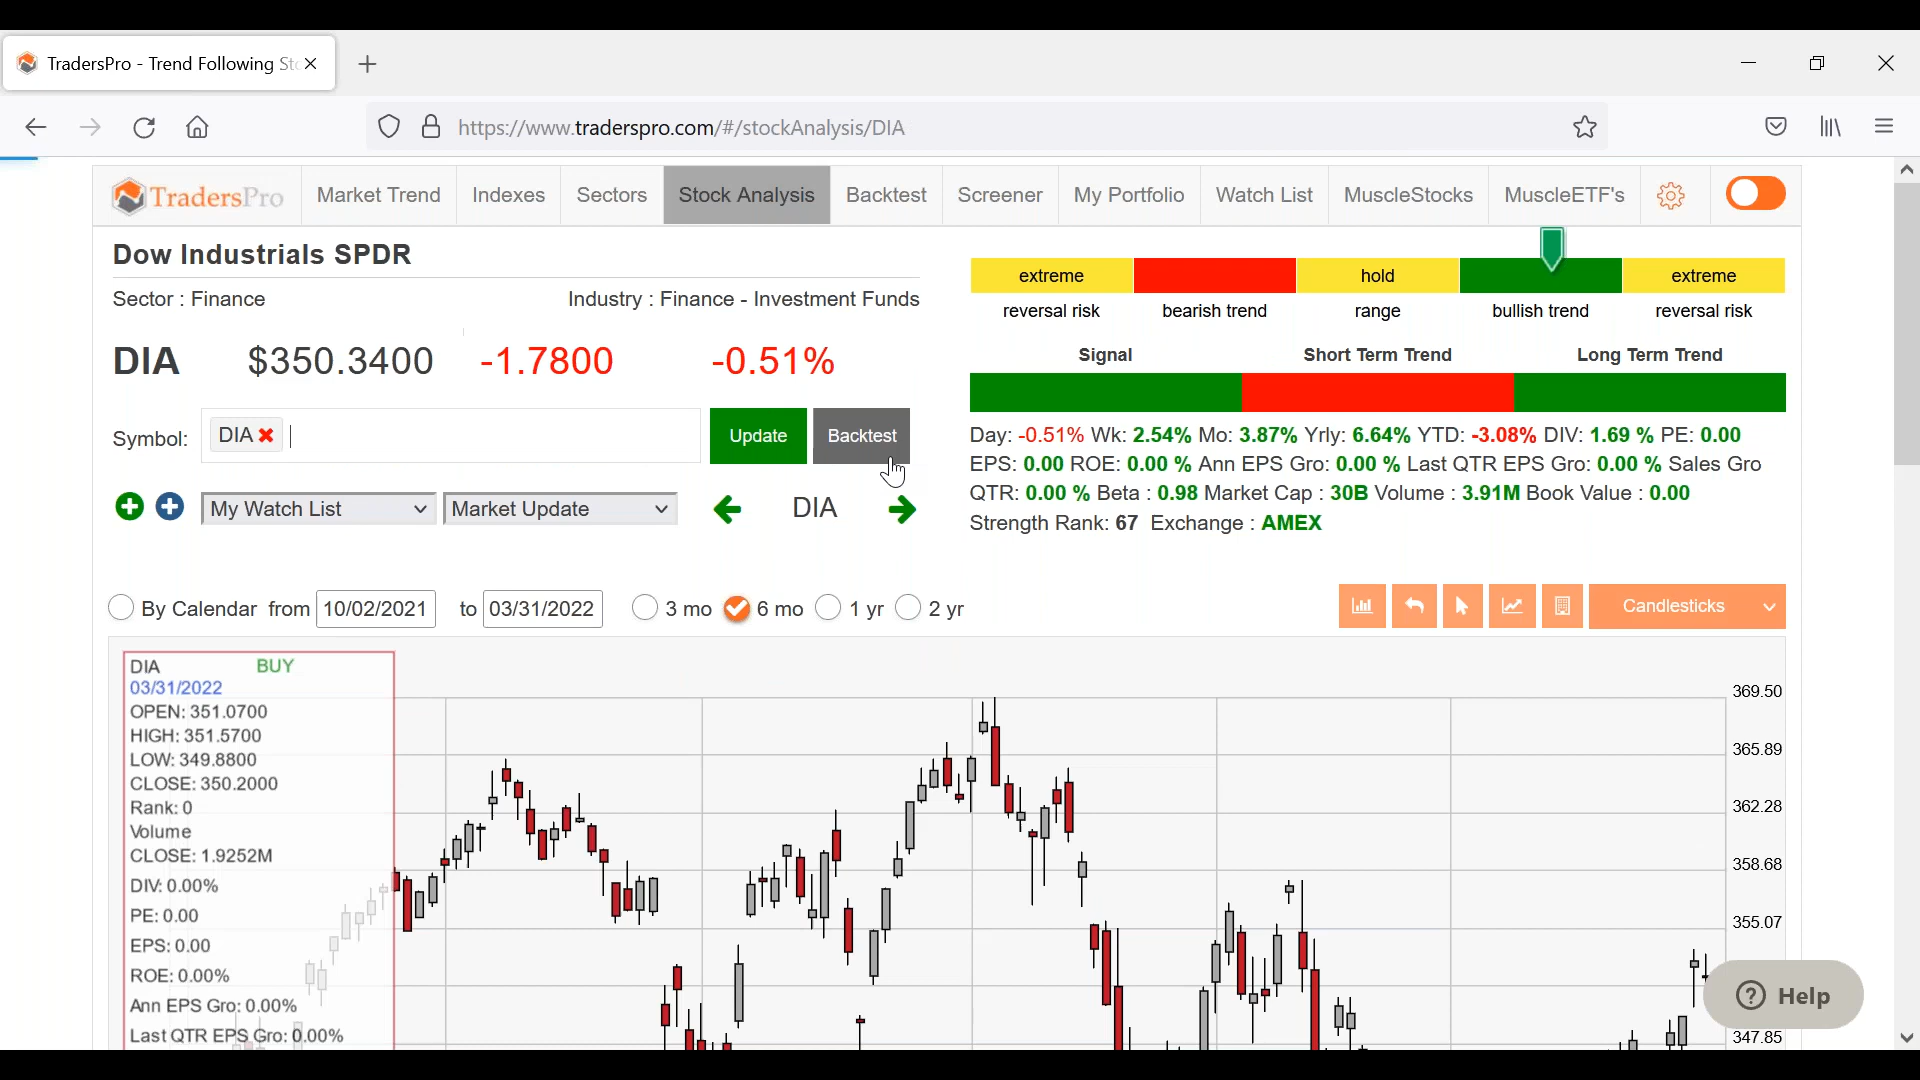 TradersPro - Trend Following Sto
https://www.traderspro.com/#/stockAnalysis/DIA
TradersPro Market Trend Indexes Sectors Stock Analysis Backtest Screener My Portfolio Watch List MuscleStocks MuscleETF's
Dow Industrials SPDR
Sector : Finance Industry : Finance - Investment Funds
extreme hold extreme
reversal risk bearish trend range bullish trend reversal risk
DIA $350.3400 -1.7800 -0.51%
Signal Short Term Trend Long Term Trend
Symbol: DIA Update Backtest
Day: -0.51% Wk: 2.54% Mo: 3.87% Yrly: 6.64% YTD: -3.08% DIV: 1.69 % PE: 0.00
EPS: 0.00 ROE: 0.00 % Ann EPS Gro: 0.00 % Last QTR EPS Gro: 0.00 % Sales Gro
QTR: 0.00 % Beta : 0.98 Market Cap : 30B Volume : 3.91M Book Value : 0.00
Strength Rank: 67 Exchange : AMEX
My Watch List Market Update DIA
By Calendar from 10/02/2021 to 03/31/2022 3 mo 6 mo 1 yr 2 yr Candlesticks
DIA BUY
03/31/2022
OPEN: 351.0700
HIGH: 351.5700
LOW: 349.8800
CLOSE: 350.2000
Rank: 0
Volume
CLOSE: 1.9252M
DIV: 0.00%
PE: 0.00
EPS: 0.00
ROE: 0.00%
Ann EPS Gro: 0.00%
Last QTR EPS Gro: 0.00%
369.50
365.89
362.28
358.68
355.07
347.85
Help